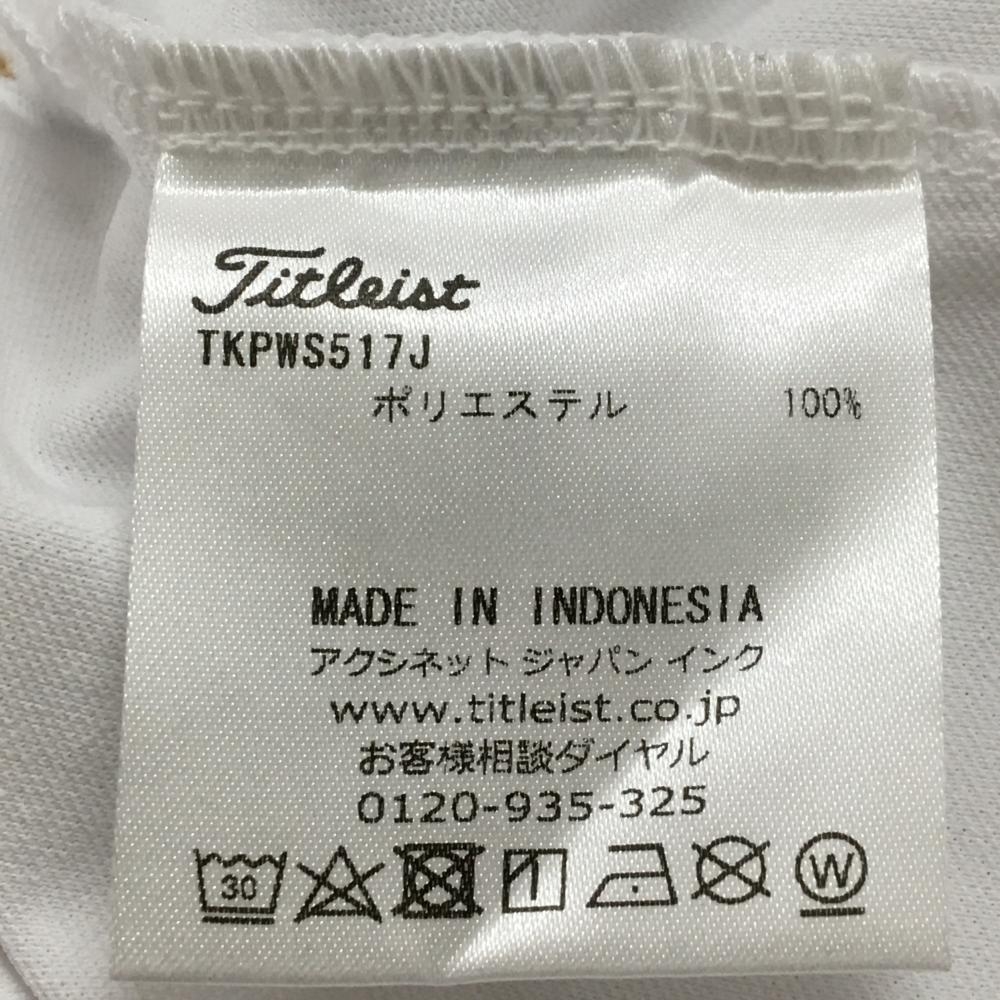 Titleist
TKPWS517J
ポリエステル 100%
MADE IN INDONESIA
アクシネット ジャパン インク
www.titleist.co.jp
お客様相談ダイヤル
0120-935-325
30 W